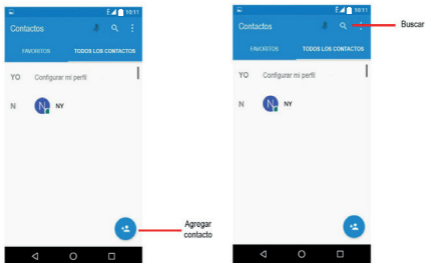 10:11
Contactos
FAVORITOS TODOS LOS CONTACTOS
YO Configurar mi perfil
N N NY
Agregar
contacto
10:11
Contactos
FAVORITOS TODOS LOS CONTACTOS
YO Configurar mi perfil
N N NY
Buscar